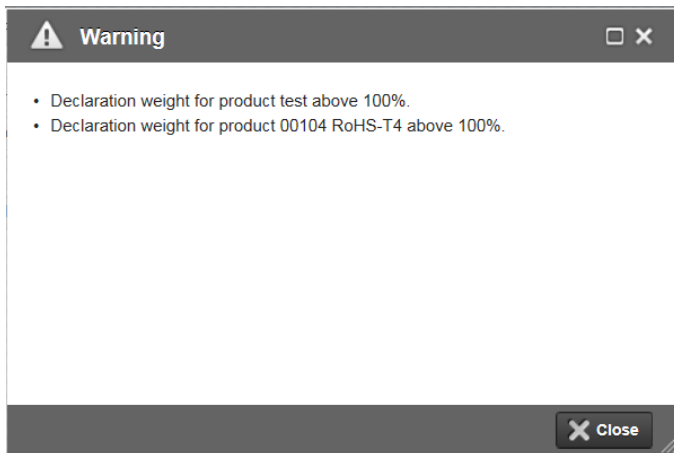 Warning
• Declaration weight for product test above 100%.
• Declaration weight for product 00104 RoHS-T4 above 100%.
Close